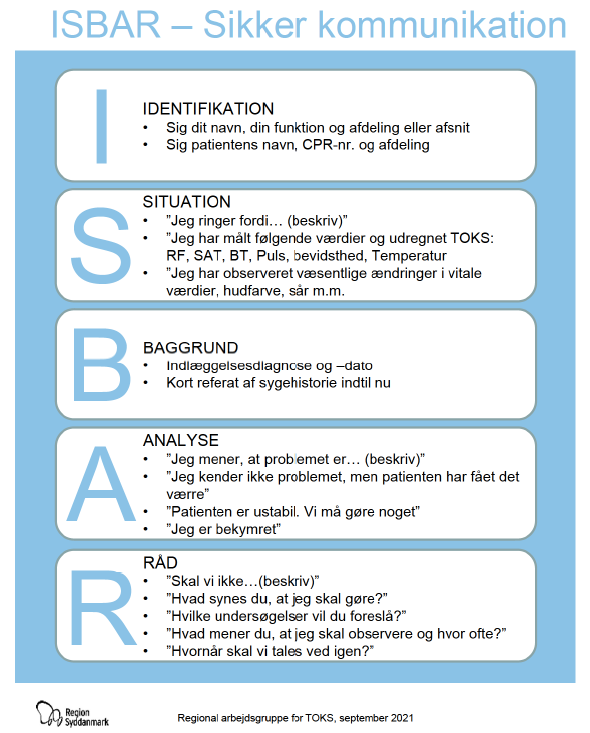 ISBAR – Sikker kommunikation
I
IDENTIFIKATION
• Sig dit navn, din funktion og afdeling eller afsnit
• Sig patientens navn, CPR-nr. og afdeling
S
SITUATION
• ”Jeg ringer fordi… (beskriv)”
• ”Jeg har målt følgende værdier og udregnet TOKS:
RF, SAT, BT, Puls, bevidsthed, Temperatur
• ”Jeg har observeret væsentlige ændringer i vitale
værdier, hudfarve, sår m.m.
B
BAGGRUND
• Indlæggelsesdiagnose og –dato
• Kort referat af sygehistorie indtil nu
A
ANALYSE
• ”Jeg mener, at problemet er… (beskriv)”
• ”Jeg kender ikke problemet, men patienten har fået det
værre”
• ”Patienten er ustabil. Vi må gøre noget”
• ”Jeg er bekymret”
R
RÅD
• ”Skal vi ikke…(beskriv)”
• ”Hvad synes du, at jeg skal gøre?”
• ”Hvilke undersøgelser vil du foreslå?”
• ”Hvad mener du, at jeg skal observere og hvor ofte?”
• ”Hvornår skal vi tales ved igen?”
Region
Syddanmark
Regional arbejdsgruppe for TOKS, september 2021